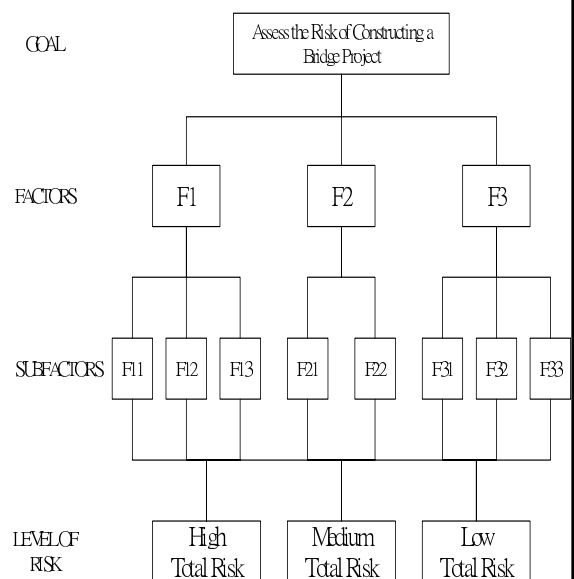 GOAL
Assess the Risk of Constructing a
Bridge Project
FACTORS
F1 F2 F3
SUBFACTORS F11 F12 F13 F21 F22 F31 F32 F33
LEVEL OF
RISK
High
Total Risk
Medium
Total Risk
Low
Total Risk